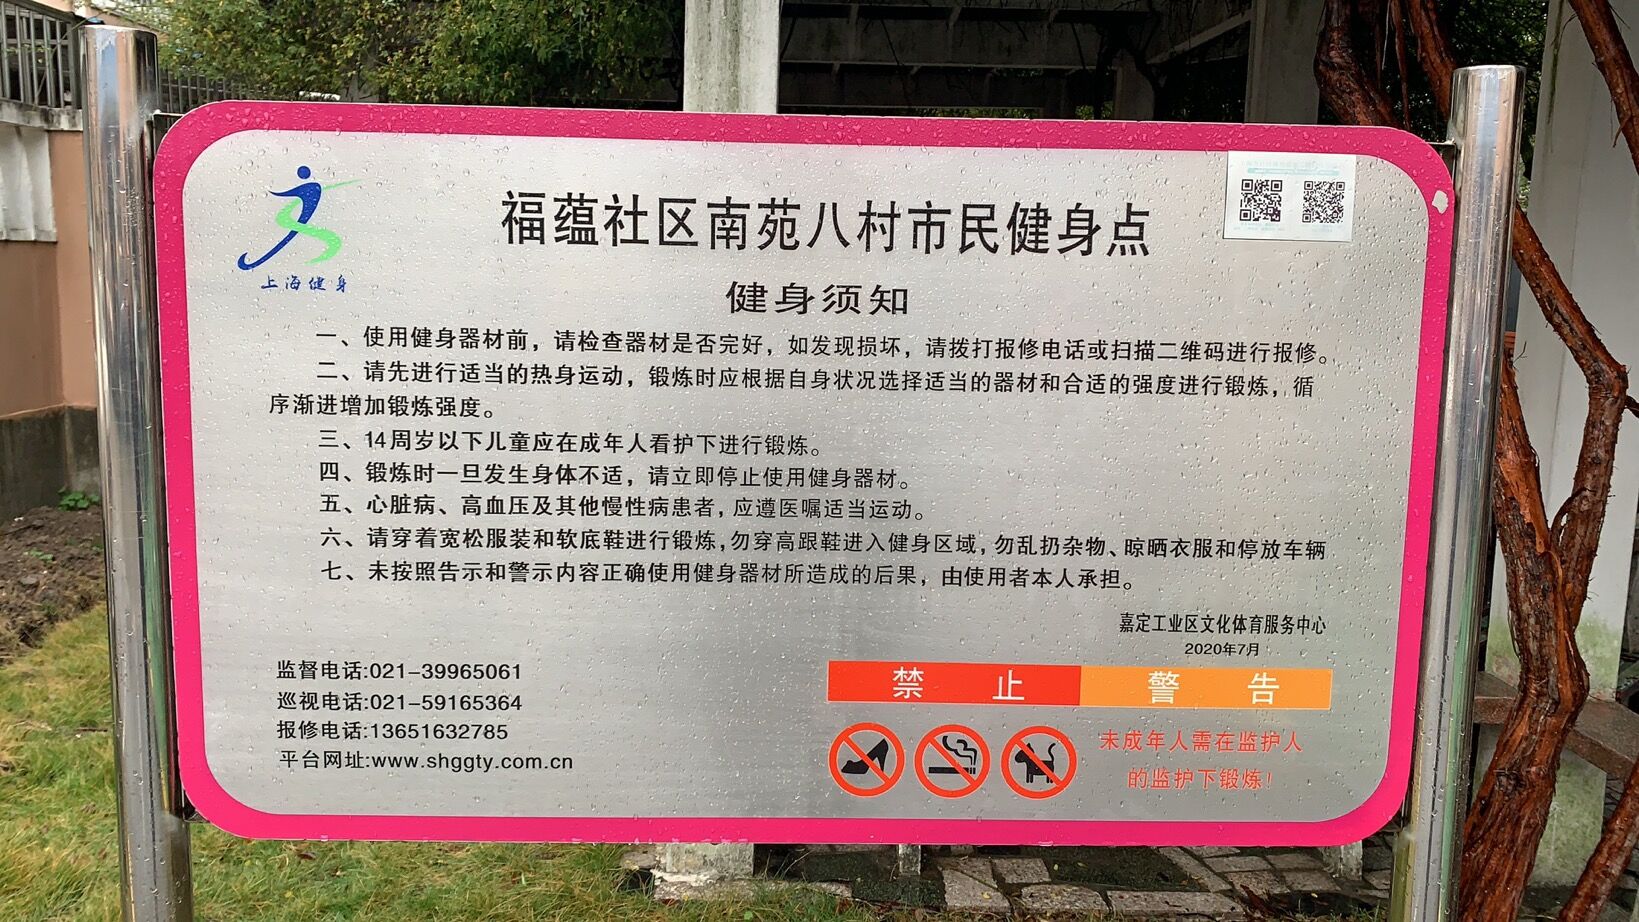 上海健身
福蕴社区南苑八村市民健身点
健身须知
一、使用健身器材前，请检查器材是否完好，如发现损坏，请拨打报修电话或扫描二维码进行报修。
二、请先进行适当的热身运动，锻炼时应根据自身状况选择适当的器材和合适的强度进行锻炼，循
序渐进增加锻炼强度。
三、14周岁以下儿童应在成年人看护下进行锻炼。
四、锻炼时一旦发生身体不适，请立即停止使用健身器材。
五、心脏病、高血压及其他慢性病患者，应遵医嘱适当运动。
六、请穿着宽松服装和软底鞋进行锻炼，勿穿高跟鞋进入健身区域，勿乱扔杂物、晾晒衣服和停放车辆
七、未按照告示和警示内容正确使用健身器材所造成的后果，由使用者本人承担。
嘉定工业区文化体育服务中心
2020年7月
监督电话:021-39965061
巡视电话:021-59165364
报修电话:13651632785
平台网址:www.shggty.com.cn
禁止 警告
未成年人需在监护人
的监护下锻炼！